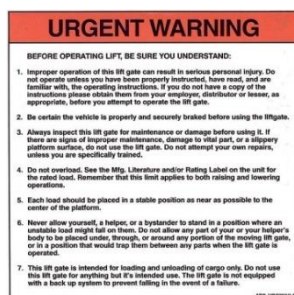 URGENT WARNING
BEFORE OPERATING LIFT, BE SURE YOU UNDERSTAND:
1. Improper operation of this lift gate can result in serious personal injury. Do
not operate unless you have been properly instructed, have read, and are
familiar with, the operating instructions. If you do not have a copy of the
instructions please obtain them from your employer, distributor or lesser, as
appropriate, before you attempt to operate the lift gate.
2. Be certain the vehicle is properly and securely braked before using the liftgate.
3. Always inspect this lift gate for maintenance or damage before using it. If
there are signs of improper maintenance, damage to vital part, or a slippery
platform surface, do not use the lift gate. Do not attempt your own repairs,
unless you are specifically trained.
4. Do not overload. See the Mfg. Literature and/or Rating Label on the unit for
the rated load. Remember that this limit applies to both raising and lowering
operations.
5. Each load should be placed in a stable position as near as possible to the
center of the platform.
6. Never allow yourself, a helper, or a bystander to stand in a position where an
unstable load might fall on them. Do not allow any part of your or your helper's
body to be placed under, through, or around any portion of the moving lift gate,
or in a position that would trap them between any parts when the lift gate is
operated.
7. This lift gate is intended for loading and unloading of cargo only. Do not use
this lift gate for anything but it's intended use. The lift gate is not equipped
with a back up system to prevent falling in the event of a failure.